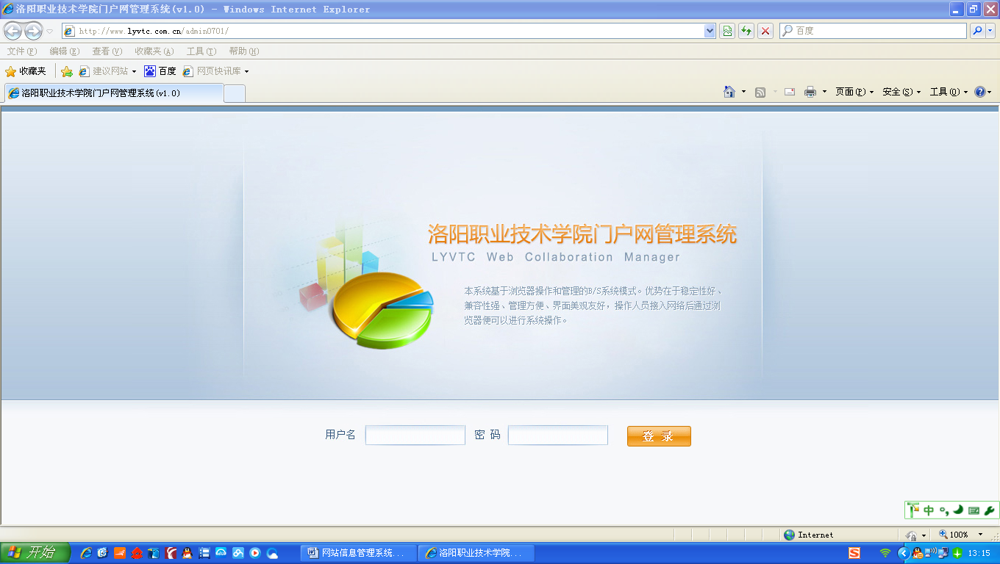 洛阳职业技术学院门户网管理系统(v1.0) - Windows Internet Explorer
http://www.lyvtc.com.cn/admin0701/
百度
文件(F) 编辑(E) 查看(V) 收藏夹(A) 工具(T) 帮助(H)
收藏夹 建议网站 百度 网页快讯库
洛阳职业技术学院门户网管理系统(v1.0)
页面(P) 安全(S) 工具(O)
洛阳职业技术学院门户网管理系统
LYVTC Web Collaboration Manager
本系统基于浏览器操作和管理的B/S系统模式。优势在于稳定性好、
兼容性强、管理方便、界面美观友好，操作人员接入网络后通过浏
览器便可以进行系统操作。
用户名 密 码 登 录
中
Internet 100%
开始 网站信息管理系统... 洛阳职业技术学院... 13:15